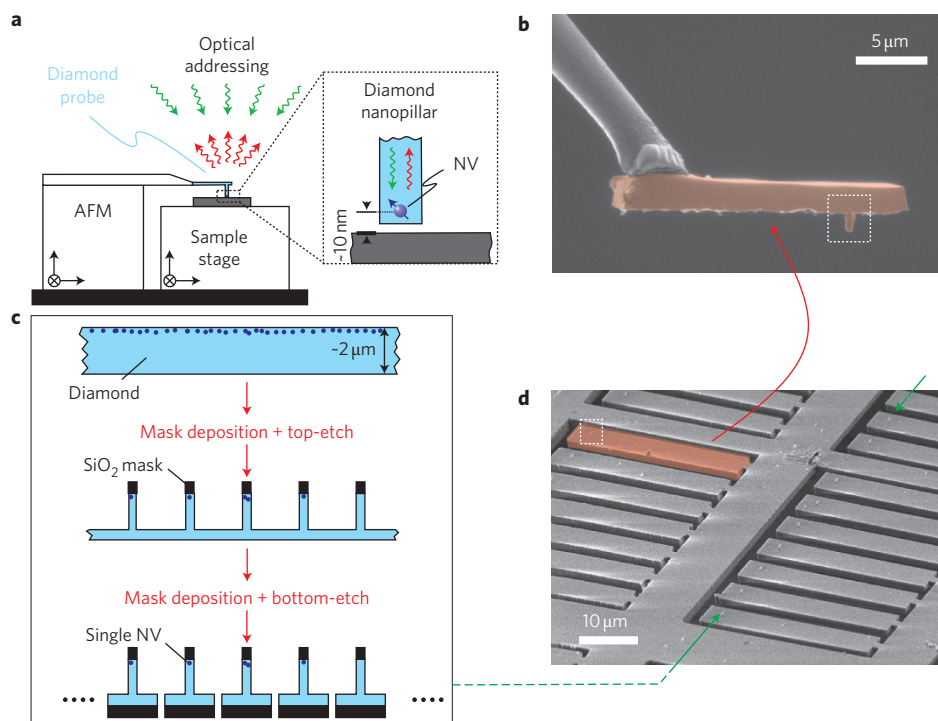 a
Optical
addressing
Diamond
probe
Diamond
nanopillar
NV
~10 nm
AFM
Sample
stage
b
5 μm
c
~2 μm
Diamond
Mask deposition + top-etch
SiO2 mask
Mask deposition + bottom-etch
Single NV
d
10 μm